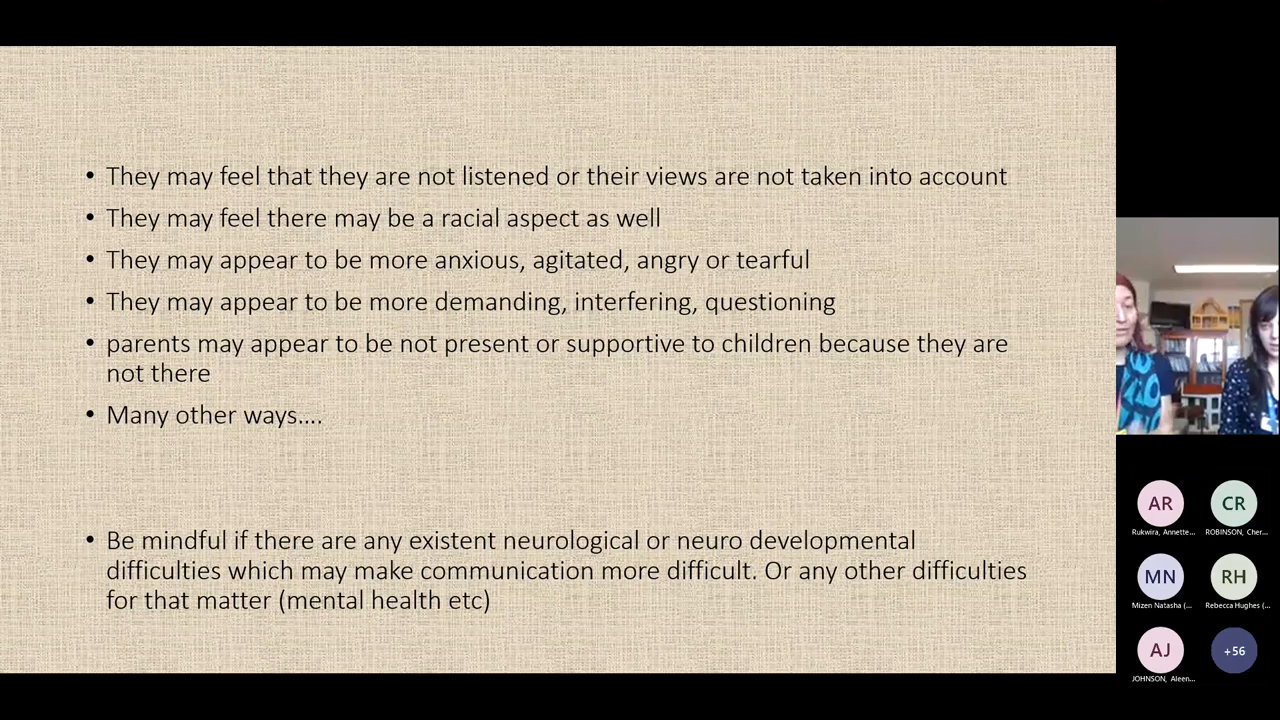 • They may feel that they are not listened or their views are not taken into account
• They may feel there may be a racial aspect as well
• They may appear to be more anxious, agitated, angry or tearful
• They may appear to be more demanding, interfering, questioning
• parents may appear to be not present or supportive to children because they are
not there
• Many other ways....
• Be mindful if there are any existent neurological or neuro developmental
difficulties which may make communication more difficult. Or any other difficulties
for that matter (mental health etc)
AR
CR
Rukwira, Annette...
ROBINSON, Cher...
MN
RH
Mizen Natasha (...
Rebecca Hughes (...
AJ
+56
JOHNSON, Aleen...